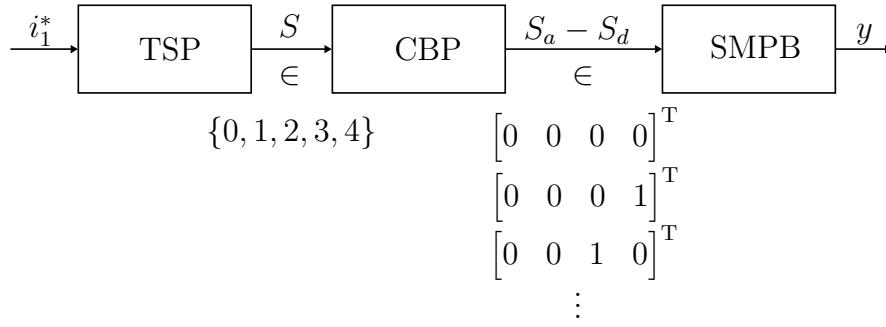 i₁* TSP S CBP Sₐ − S_d SMPB y
∈ ∈
{0, 1, 2, 3, 4}
[0 0 0 0]ᵀ
[0 0 0 1]ᵀ
[0 0 1 0]ᵀ
⋮